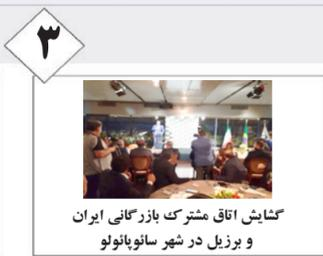 ۳
گشایش اتاق مشترک بازرگانی ایران
و برزیل در شهر سائوپائولو